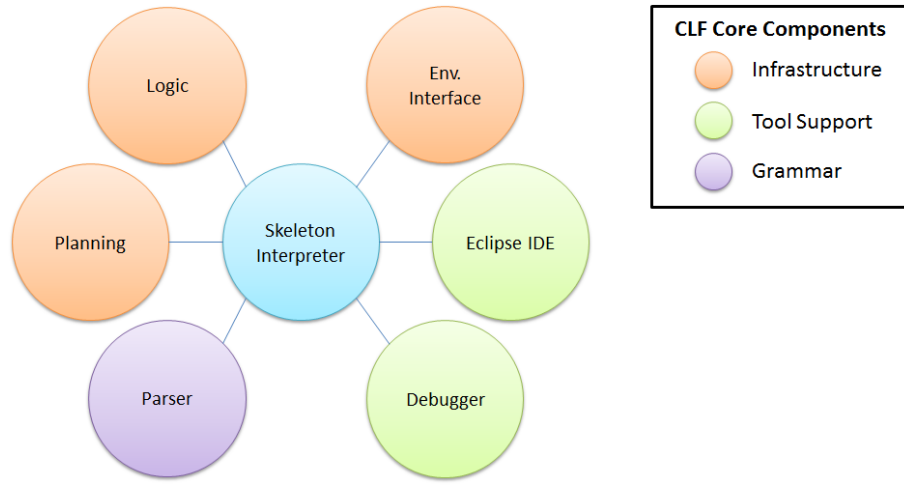 Logic
Env.
Interface
Planning
Skeleton
Interpreter
Eclipse IDE
Parser
Debugger
CLF Core Components
Infrastructure
Tool Support
Grammar